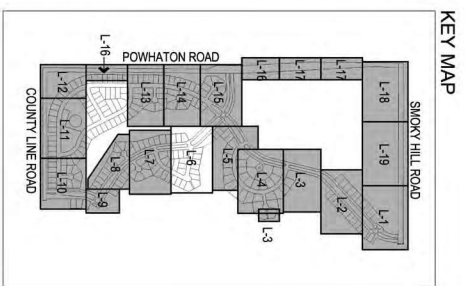 KEY MAP
POWHATON ROAD
SMOKY HILL ROAD
COUNTY LINE ROAD
L-16
L-12
L-13
L-14
L-15
L-16
L-17
L-17
L-18
L-11
L-19
L-10
L-9
L-8
L-7
L-6
L-5
L-4
L-3
L-3
L-2
L-1